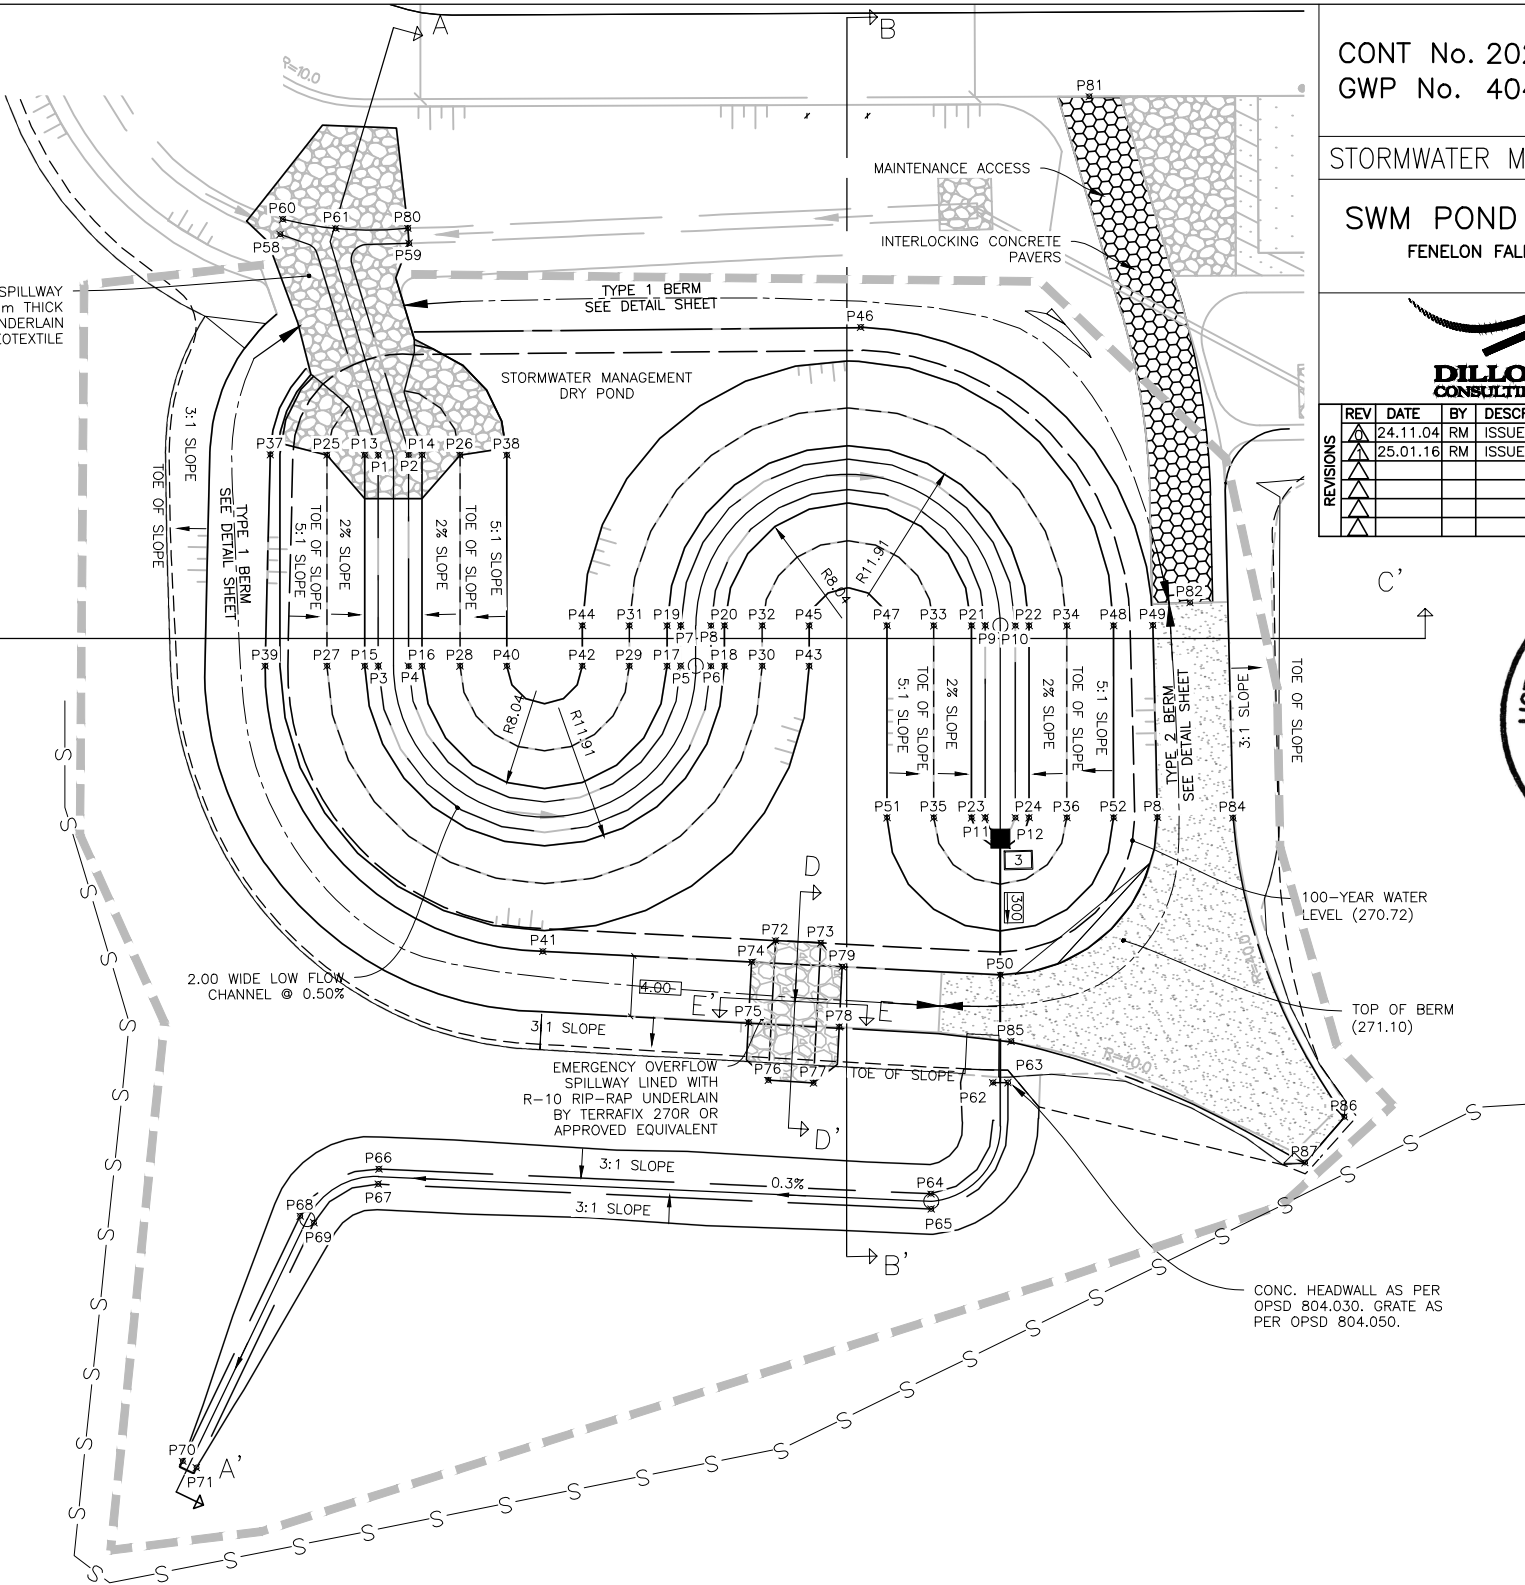 A
B
R=10.0
P81
CONT No.
GWP No.
MAINTENANCE ACCESS
STORMWATER
P60
P61
P80
SWM POND
P58
P59
INTERLOCKING CONCRETE
PAVERS
FENELON
SPILLWAY
THICK
TYPE 1 BERM
SEE DETAIL SHEET
P46
STORMWATER MANAGEMENT
DRY POND
CONSULTI
REV DATE BY
0 24.11.04 RM ISSUE
1 25.01.16 RM ISSUE
REVISIONS
P37
P25
P13
P14
P26
P38
P1
P2
3:1 SLOPE
TOE OF SLOPE
TYPE 1 BERM
SEE DETAIL SHEET
5:1 SLOPE
TOE OF SLOPE
2% SLOPE
2% SLOPE
TOE OF SLOPE
5:1 SLOPE
R8.04
R11.91
C'
P82
P44
P31
P19
P20
P32
P45
P47
P33
P21
P22
P34
P48
P49
P7
P8
P9
P10
P39
P27
P15
P16
P28
P40
P42
P29
P17
P18
P30
P43
P3
P4
P5
P6
R8.04
R11.91
5:1 SLOPE
TOE OF SLOPE
2% SLOPE
2% SLOPE
TOE OF SLOPE
5:1 SLOPE
TYPE 2 BERM
SEE DETAIL SHEET
3:1 SLOPE
TOE OF SLOPE
P51
P35
P23
P24
P36
P52
P8
P84
P11
P12
3
D
300
100-YEAR WATER
LEVEL (270.72)
P41
P72
P73
P74
P79
P50
2.00 WIDE LOW FLOW
CHANNEL @ 0.50%
4.00
E'
E
TOP OF BERM
(271.10)
P75
P78
3:1 SLOPE
P85
R=40.0
R=40.0
EMERGENCY OVERFLOW
SPILLWAY LINED WITH
R-10 RIP-RAP UNDERLAIN
BY TERRAFIX 270R OR
APPROVED EQUIVALENT
P76
P77
TOE OF SLOPE
P62
P63
P86
D'
P87
P66
3:1 SLOPE
0.3%
P67
3:1 SLOPE
P64
P65
P68
P69
B'
CONC. HEADWALL AS PER
OPSD 804.030. GRATE AS
PER OPSD 804.050.
P70
P71
A'
S S S S S S S S S S S S S S S S S S S S S S S S S S S S S S S S